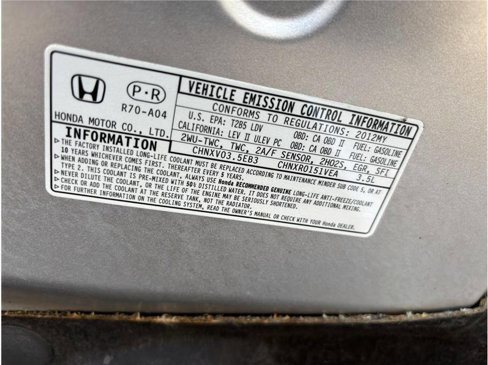 P・R
R70-A04
HONDA MOTOR CO., LTD.
VEHICLE EMISSION CONTROL INFORMATION
CONFORMS TO REGULATIONS: 2012MY
U.S. EPA: T2B5 LDV OBD: CA OBD II FUEL: GASOLINE
CALIFORNIA: LEV II ULEV PC OBD: CA OBD II FUEL: GASOLINE
2WU-TWC, TWC, 2A/F SENSOR, 2HO2S, EGR, SFI
CHNXV03.5EB3 CHNXR0151VEA 3.5L
INFORMATION
▷ THE FACTORY INSTALLED LONG-LIFE COOLANT MUST BE REPLACED ACCORDING TO MAINTENANCE MINDER SUB CODE 5, OR AT
10 YEARS WHICHEVER COMES FIRST. THEREAFTER EVERY 5 YEARS.
▷ WHEN ADDING OR REPLACING THE COOLANT, ALWAYS USE Honda RECOMMENDED GENUINE LONG-LIFE ANTI-FREEZE/COOLANT
TYPE 2. THIS COOLANT IS PRE-MIXED WITH 50% DISTILLED WATER. IT DOES NOT REQUIRE ANY ADDITIONAL MIXING.
▷ NEVER DILUTE THE COOLANT, OR THE LIFE OF THE ENGINE MAY BE SERIOUSLY SHORTENED.
▷ CHECK OR ADD THE COOLANT AT THE RESERVE TANK, NOT THE RADIATOR.
▷ FOR FURTHER INFORMATION ON THE COOLING SYSTEM, READ THE OWNER'S MANUAL OR CHECK WITH YOUR Honda DEALER.